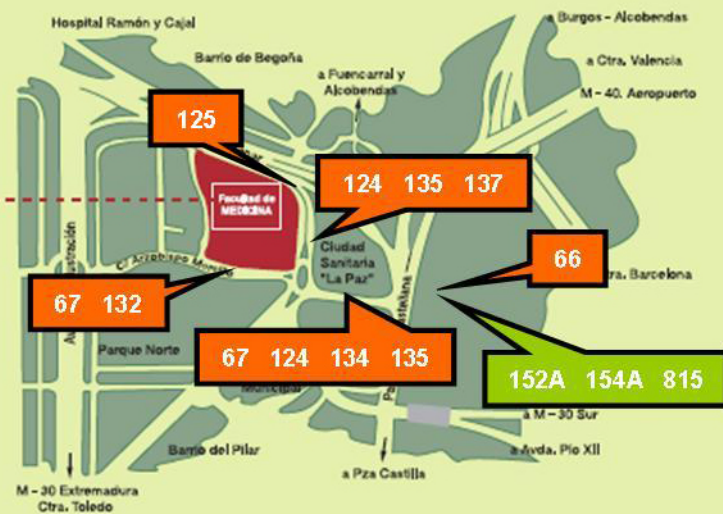 Hospital Ramón y Cajal
a Burgos - Alcobendas
Barrio de Begoña
a Fuencarral y
Alcobendas
a Ctra. Valencia
M - 40. Aeropuerto
125
124 135 137
Facultad de
MEDICINA
Ciudad
Sanitaria
"La Paz"
C/ Arzobispo
66
Barcelona
67 132
Parque Norte
67 124 134 135
152A 154A 815
a M - 30 Sur
Barrio del Pilar
a Avda. Pío XII
a Pza Castilla
M - 30 Extremadura
Ctra. Toledo